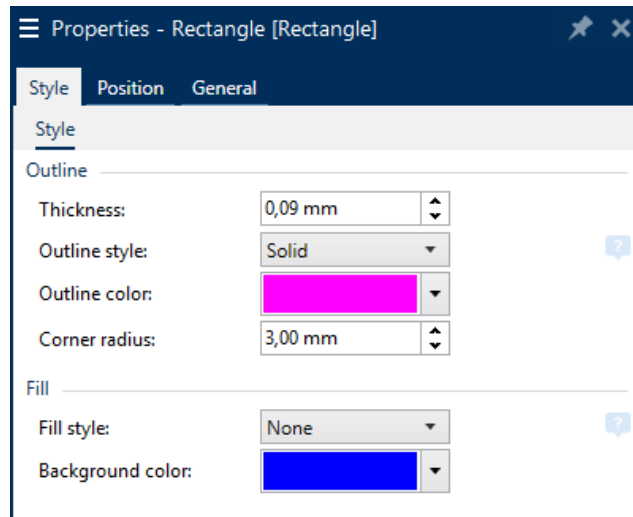 Properties - Rectangle [Rectangle]
Style Position General
Style
Outline
Thickness: 0,09 mm
Outline style: Solid
?
Outline color:
Corner radius: 3,00 mm
Fill
Fill style: None
?
Background color: